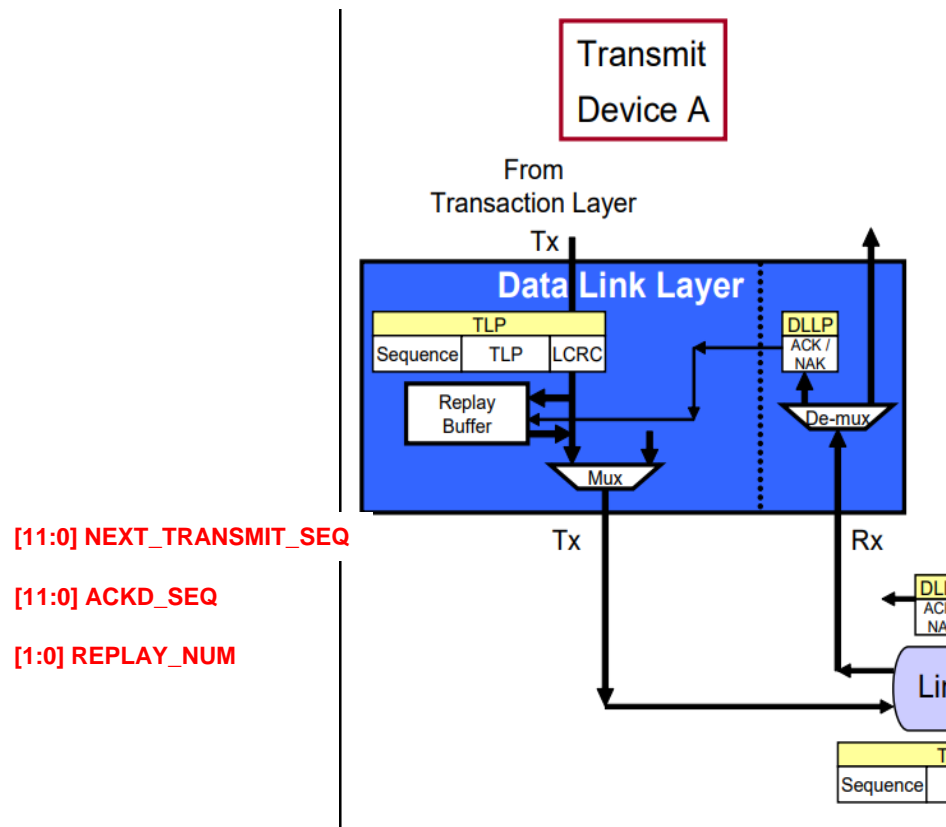 Transmit
Device A
From
Transaction Layer
Tx
Data Link Layer
TLP
Sequence TLP LCRC
DLLP
ACK /
NAK
Replay
Buffer
De-mux
Mux
[11:0] NEXT_TRANSMIT_SEQ
Tx
Rx
[11:0] ACKD_SEQ
[1:0] REPLAY_NUM
Sequence